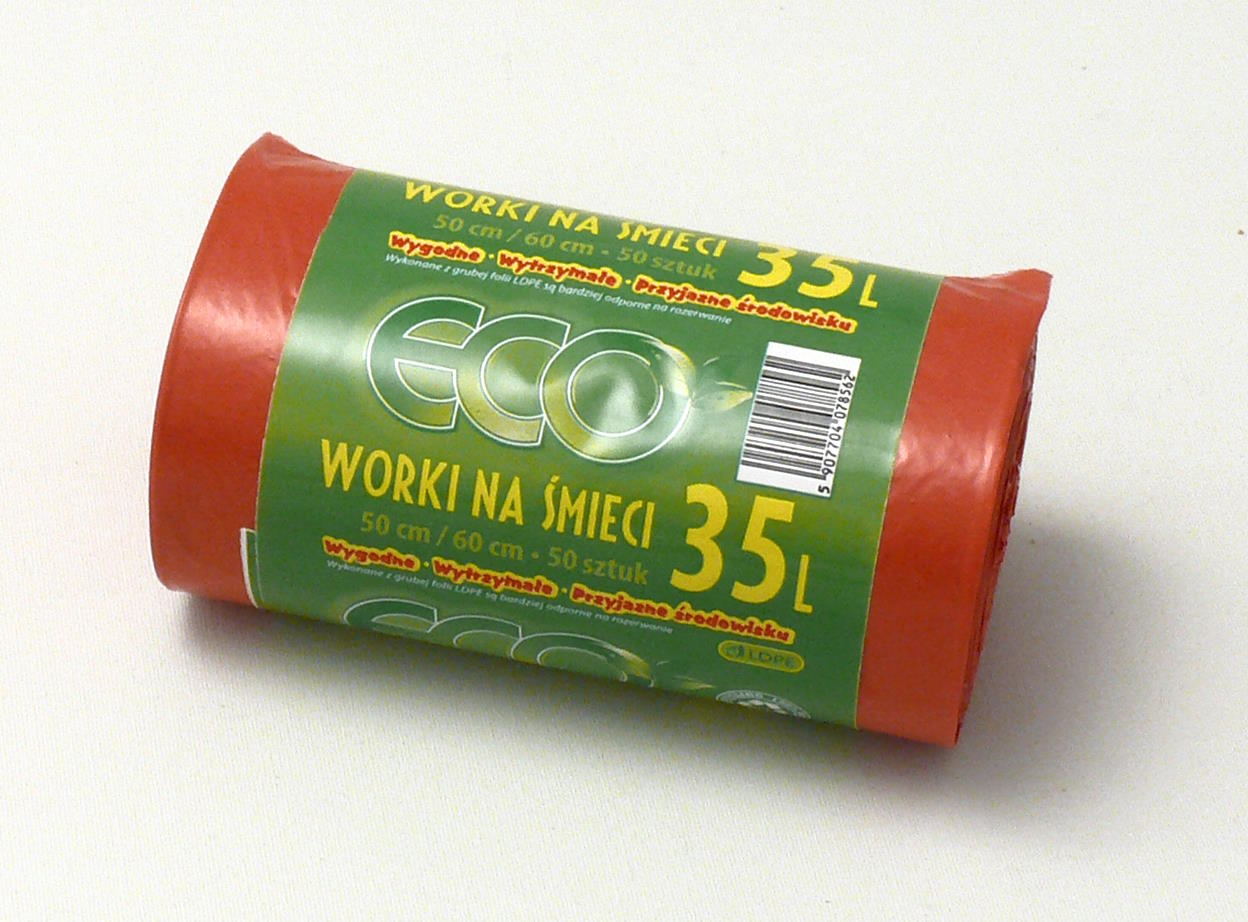 WORKI NA ŚMIECI 35L
50 cm / 60 cm - 50 sztuk
Wygodne · Wytrzymałe · Przyjazne środowisku
Wykonane z grubej folii LDPE są bardziej odporne na rozerwanie
ECO
5 907704 078562
WORKI NA ŚMIECI 35L
50 cm / 60 cm · 50 sztuk
Wygodne · Wytrzymałe · Przyjazne środowisku
Wykonane z grubej folii LDPE są bardziej odporne na rozerwanie
LDPE
ECO